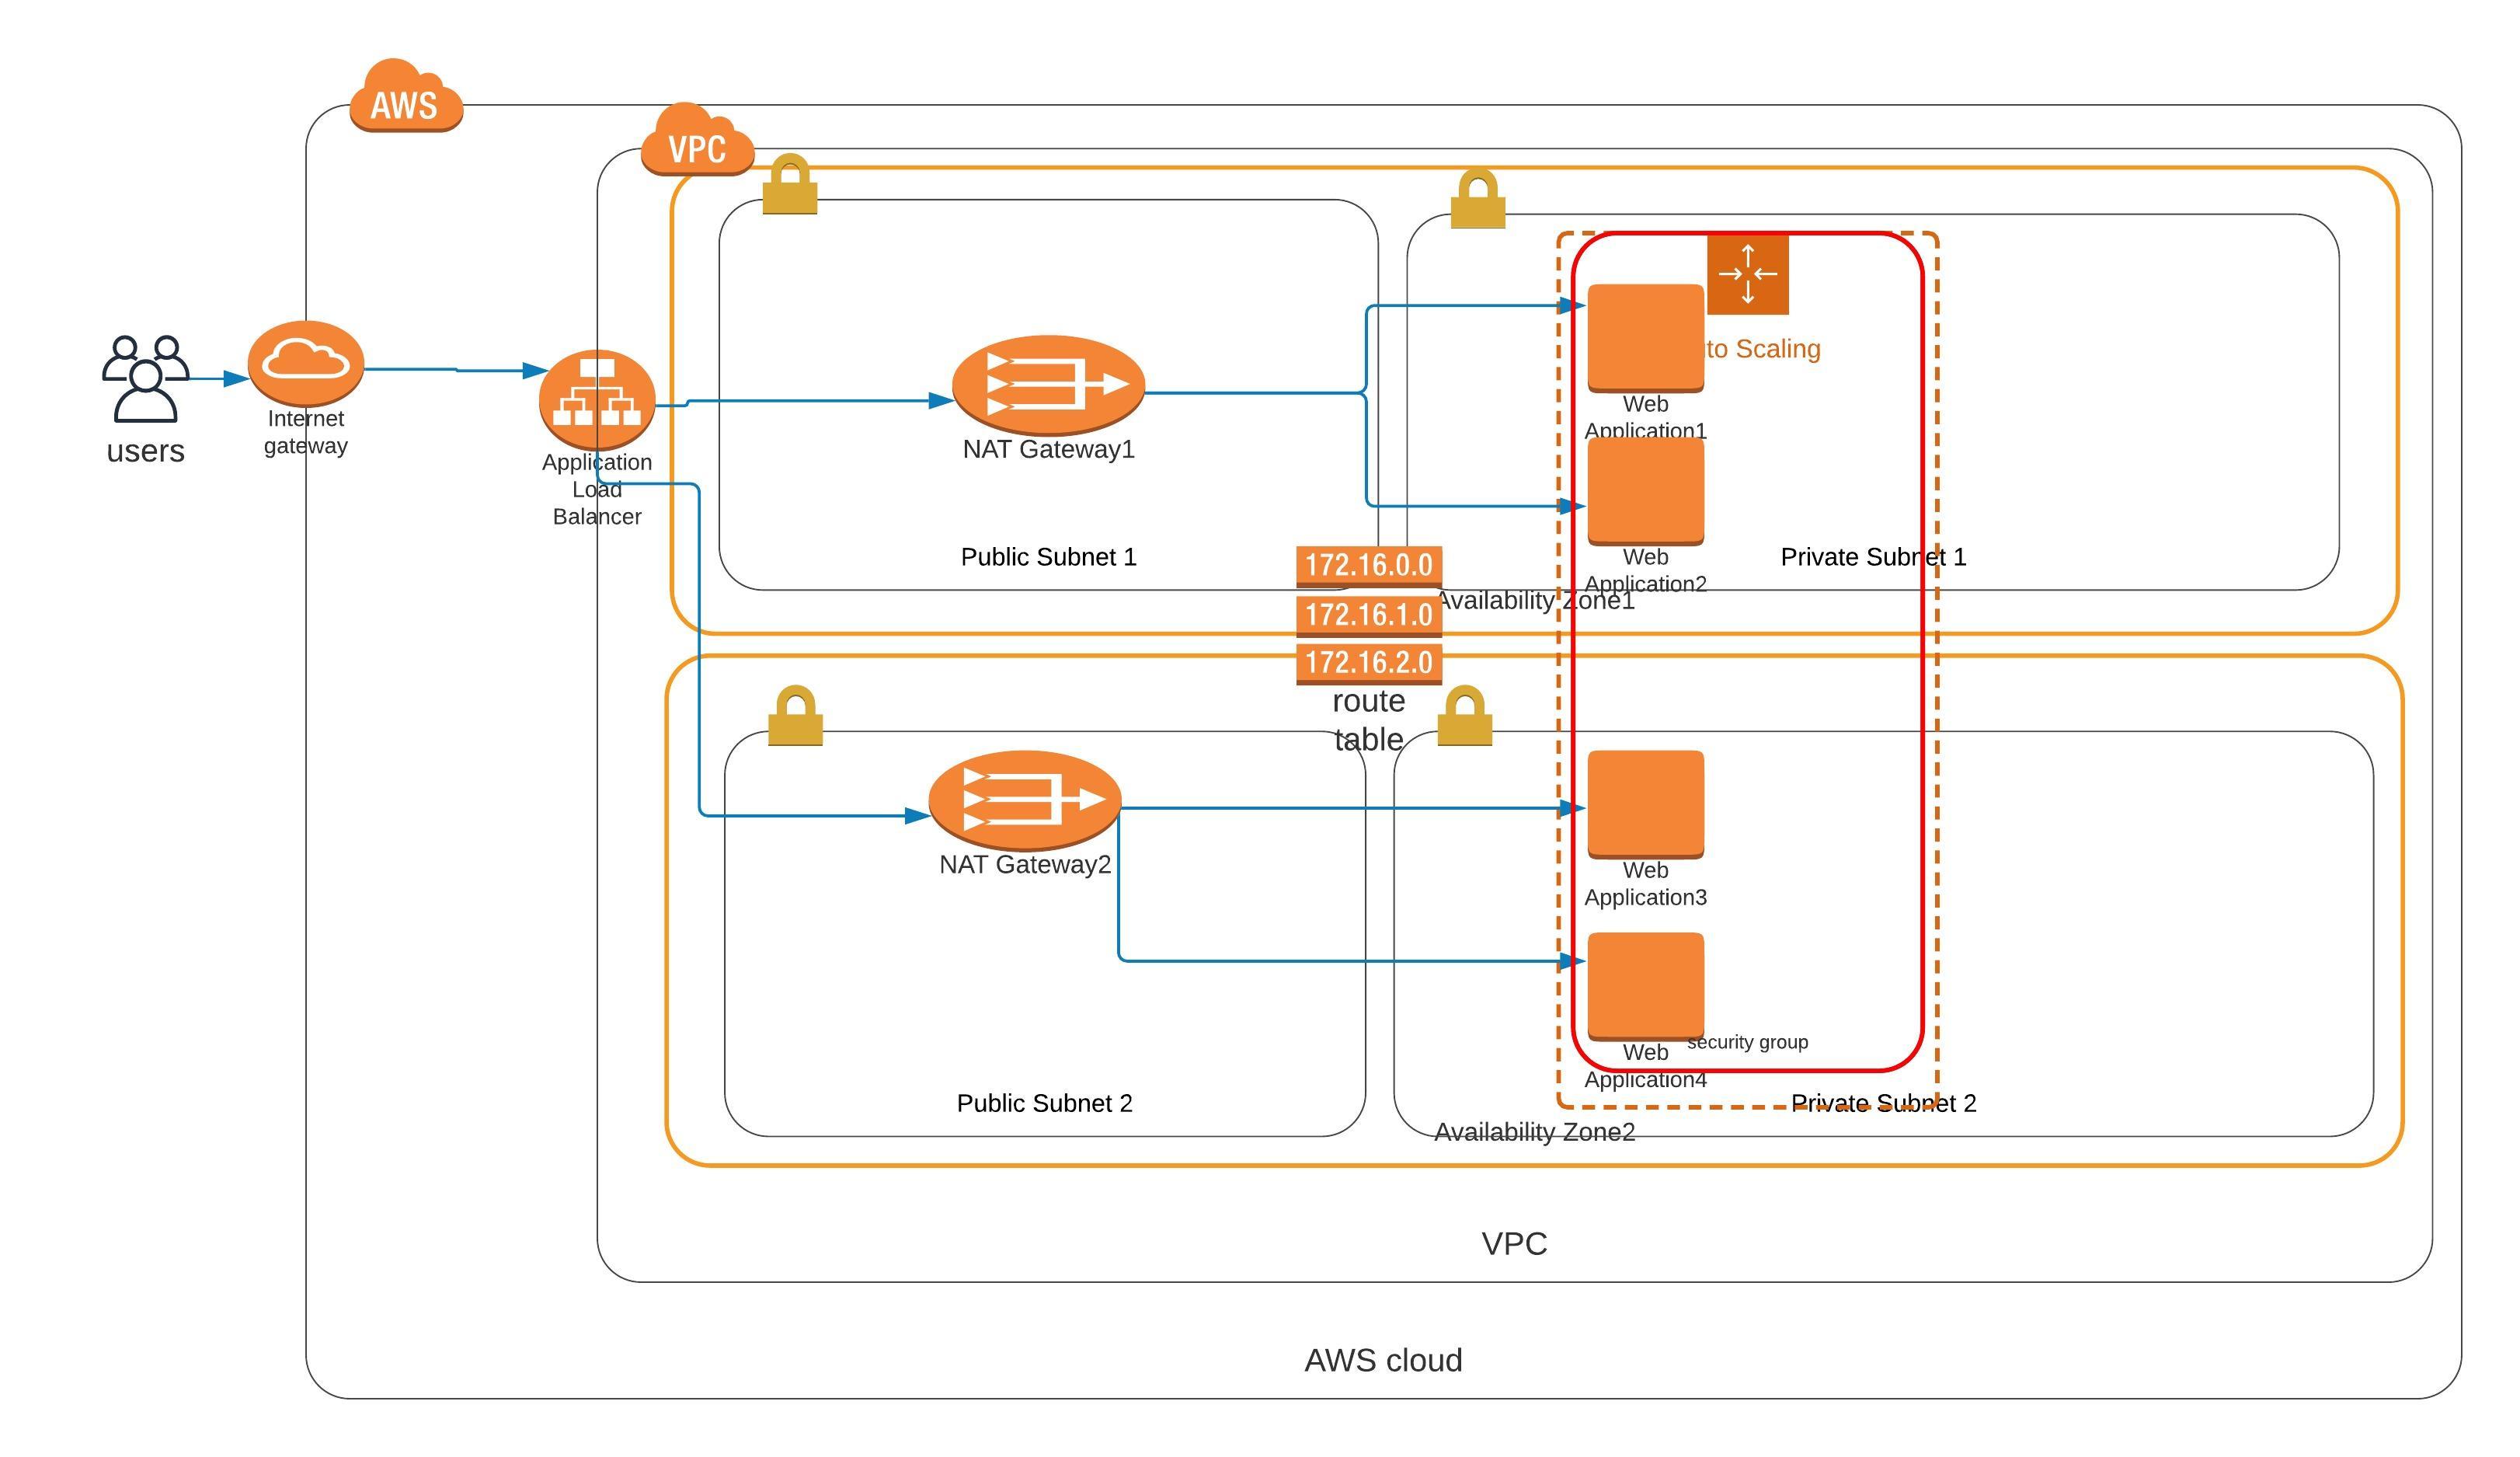 AWS
VPC
users
Internet
gateway
Application
Load
Balancer
NAT Gateway1
Public Subnet 1
to Scaling
Web
Application1
Web
Application2
Private Subnet 1
172.16.0.0
172.16.1.0
172.16.2.0
route
table
Availability Zone1
NAT Gateway2
Public Subnet 2
Web
Application3
Web
Application4
security group
Private Subnet 2
Availability Zone2
VPC
AWS cloud